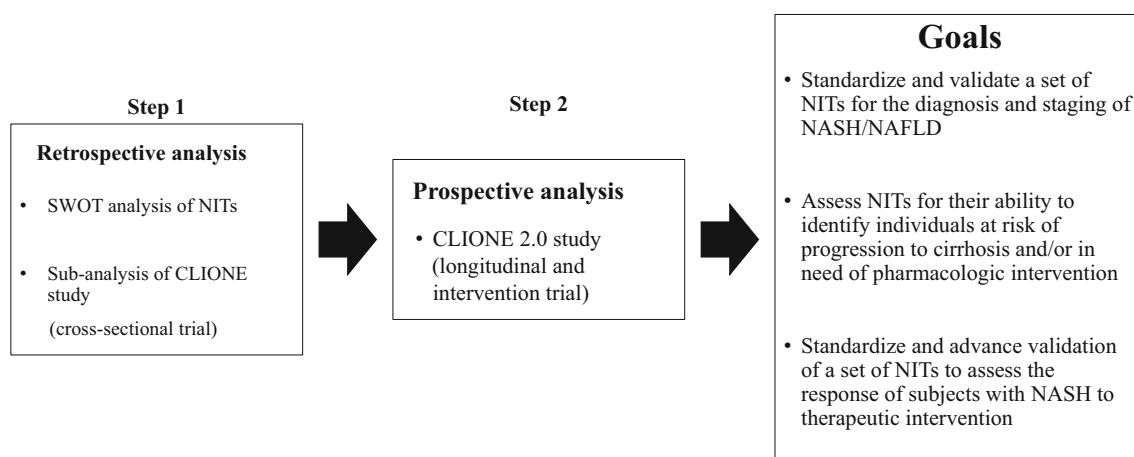 Step 1
Retrospective analysis
• SWOT analysis of NITs
• Sub-analysis of CLIONE
study
(cross-sectional trial)
Step 2
Prospective analysis
• CLIONE 2.0 study
(longitudinal and
intervention trial)
Goals
• Standardize and validate a set of
NITs for the diagnosis and staging of
NASH/NAFLD
• Assess NITs for their ability to
identify individuals at risk of
progression to cirrhosis and/or in
need of pharmacologic intervention
• Standardize and advance validation
of a set of NITs to assess the
response of subjects with NASH to
therapeutic intervention